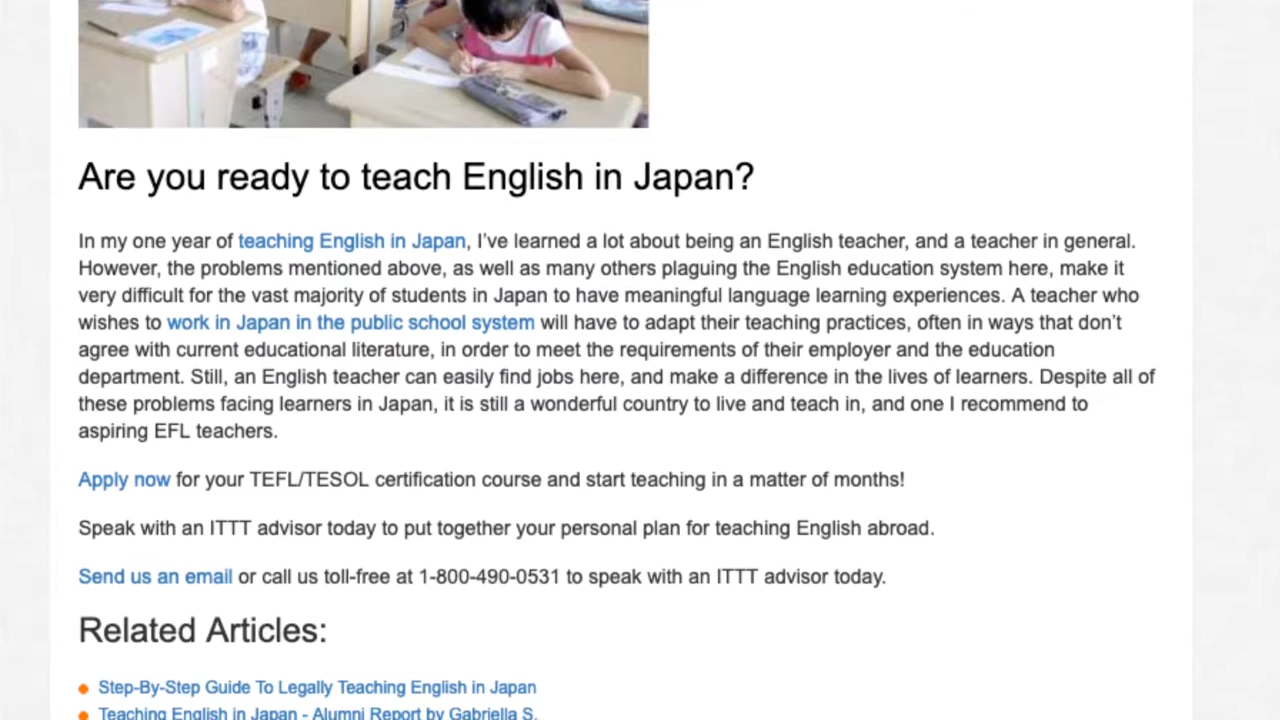 Are you ready to teach English in Japan?
In my one year of teaching English in Japan, I’ve learned a lot about being an English teacher, and a teacher in general.
However, the problems mentioned above, as well as many others plaguing the English education system here, make it
very difficult for the vast majority of students in Japan to have meaningful language learning experiences. A teacher who
wishes to work in Japan in the public school system will have to adapt their teaching practices, often in ways that don’t
agree with current educational literature, in order to meet the requirements of their employer and the education
department. Still, an English teacher can easily find jobs here, and make a difference in the lives of learners. Despite all of
these problems facing learners in Japan, it is still a wonderful country to live and teach in, and one I recommend to
aspiring EFL teachers.
Apply now for your TEFL/TESOL certification course and start teaching in a matter of months!
Speak with an ITTT advisor today to put together your personal plan for teaching English abroad.
Send us an email or call us toll-free at 1-800-490-0531 to speak with an ITTT advisor today.
Related Articles:
Step-By-Step Guide To Legally Teaching English in Japan
Teaching English in Japan - Alumni Report by Gabriella S.